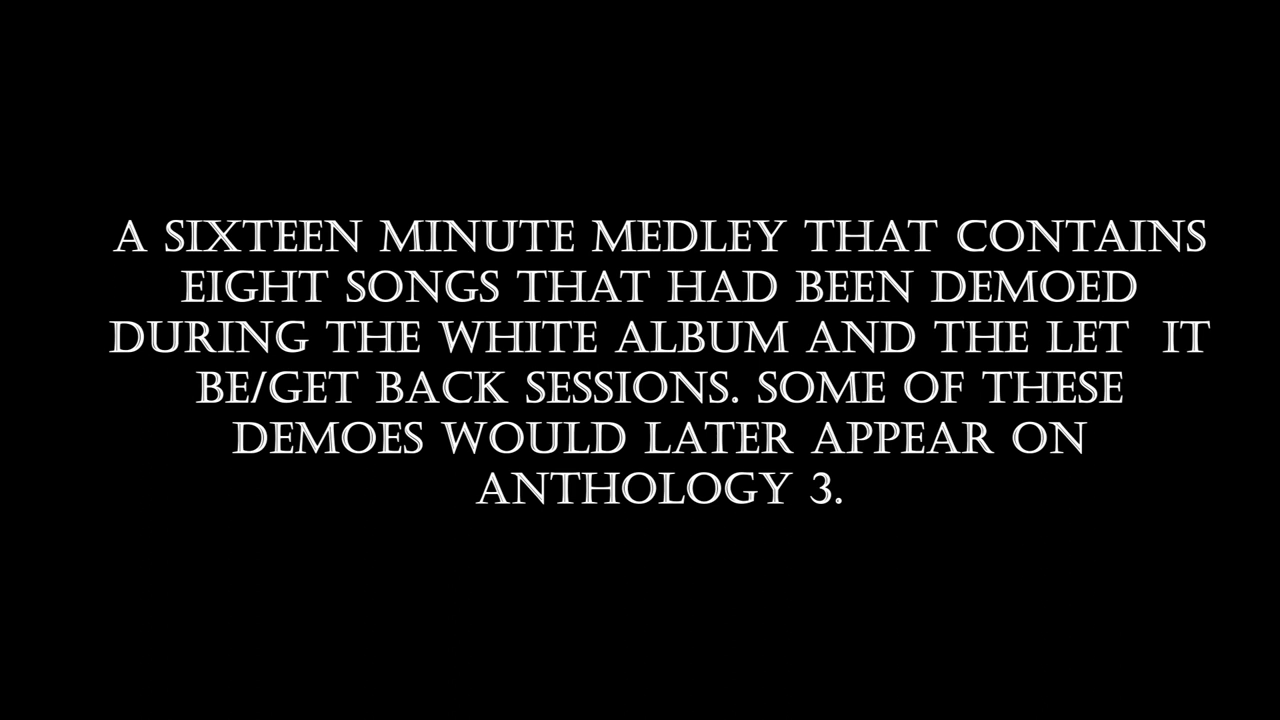 A SIXTEEN MINUTE MEDLEY THAT CONTAINS
EIGHT SONGS THAT HAD BEEN DEMOED
DURING THE WHITE ALBUM AND THE LET  IT
BE/GET BACK SESSIONS. SOME OF THESE
DEMOES WOULD LATER APPEAR ON
ANTHOLOGY 3.